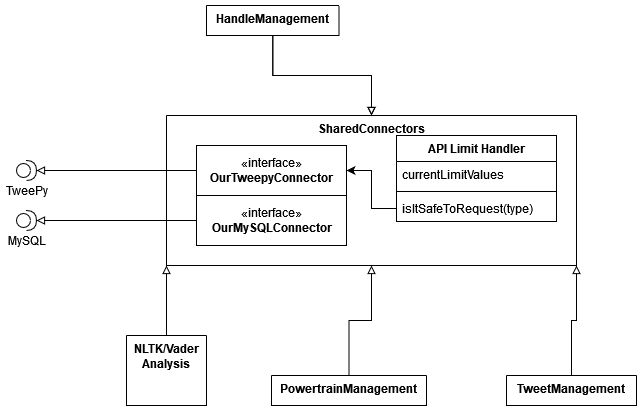 HandleManagement
SharedConnectors
API Limit Handler
currentLimitValues
isItSafeToRequest(type)
«interface»
OurTweepyConnector
«interface»
OurMySQLConnector
TweePy
MySQL
NLTK/Vader
Analysis
PowertrainManagement
TweetManagement